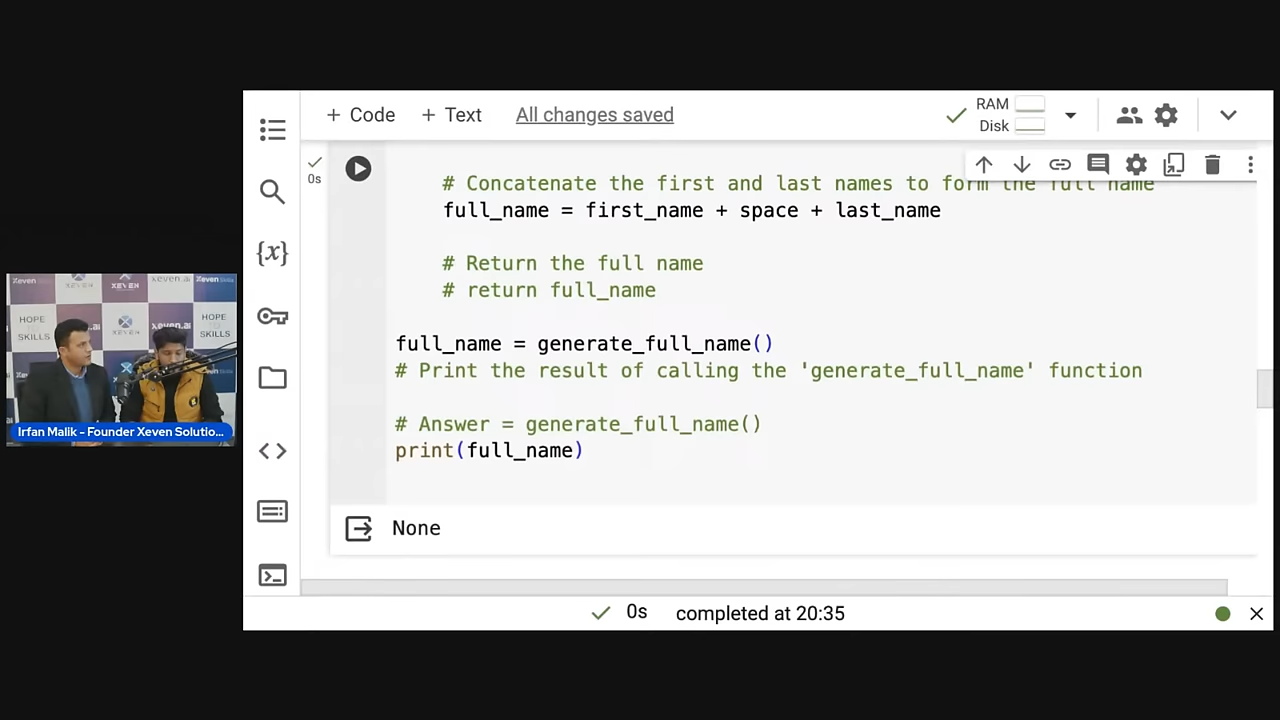 + Code + Text All changes saved
RAM
Disk
0s
# Concatenate the first and last names to form the full name
full_name = first_name + space + last_name
# Return the full name
# return full_name
full_name = generate_full_name()
# Print the result of calling the 'generate_full_name' function
# Answer = generate_full_name()
print(full_name)
None
0s completed at 20:35
{x}
HOPE
SKILLS
XEVEN
xeven.ai
HOPE
SKILLS
Irfan Malik - Founder Xeven Solutio...